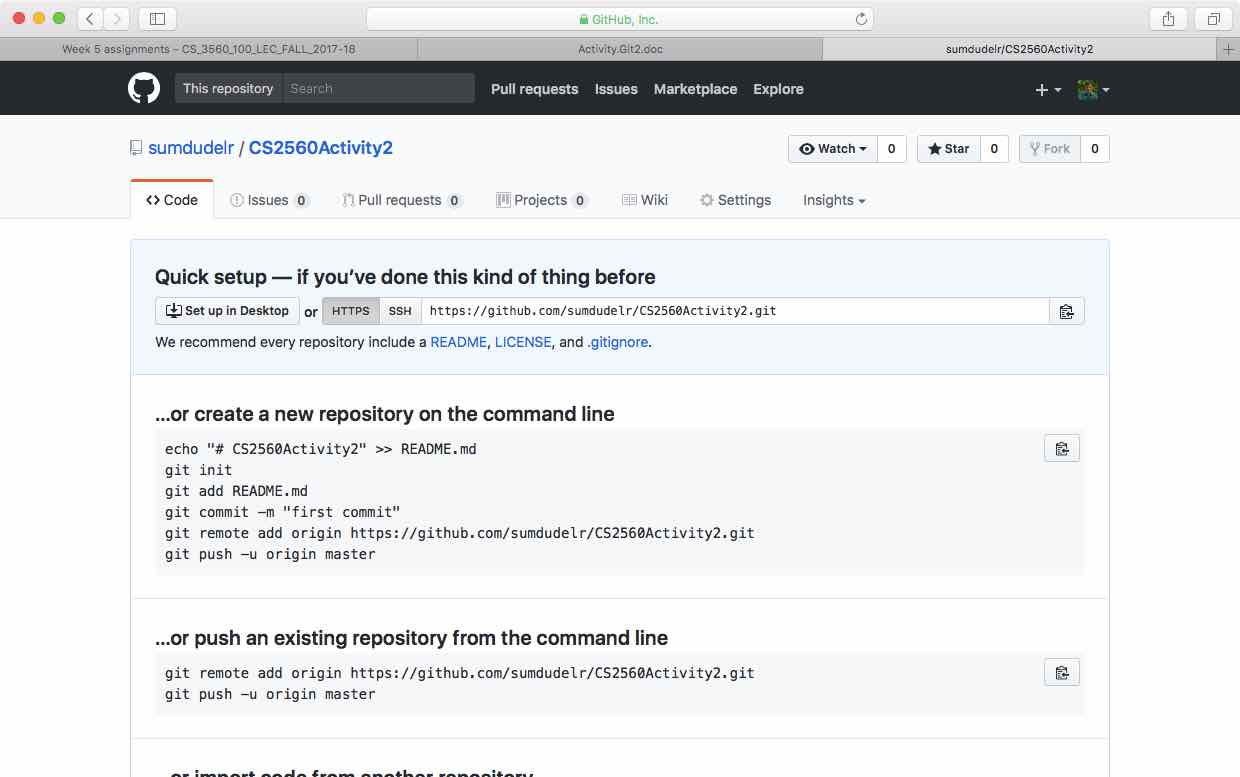 GitHub, Inc.
Week 5 assignments – CS_3560_100_LEC_FALL_2017-18
Activity.Git2.doc
sumdudelr/CS2560Activity2
This repository Search Pull requests Issues Marketplace Explore
sumdudelr / CS2560Activity2
Watch 0 Star 0 Fork 0
Code Issues 0 Pull requests 0 Projects 0 Wiki Settings Insights
Quick setup — if you’ve done this kind of thing before
Set up in Desktop or HTTPS SSH https://github.com/sumdudelr/CS2560Activity2.git
We recommend every repository include a README, LICENSE, and .gitignore.
…or create a new repository on the command line
echo "# CS2560Activity2" >> README.md
git init
git add README.md
git commit -m "first commit"
git remote add origin https://github.com/sumdudelr/CS2560Activity2.git
git push -u origin master
…or push an existing repository from the command line
git remote add origin https://github.com/sumdudelr/CS2560Activity2.git
git push -u origin master
…or import code from another repository